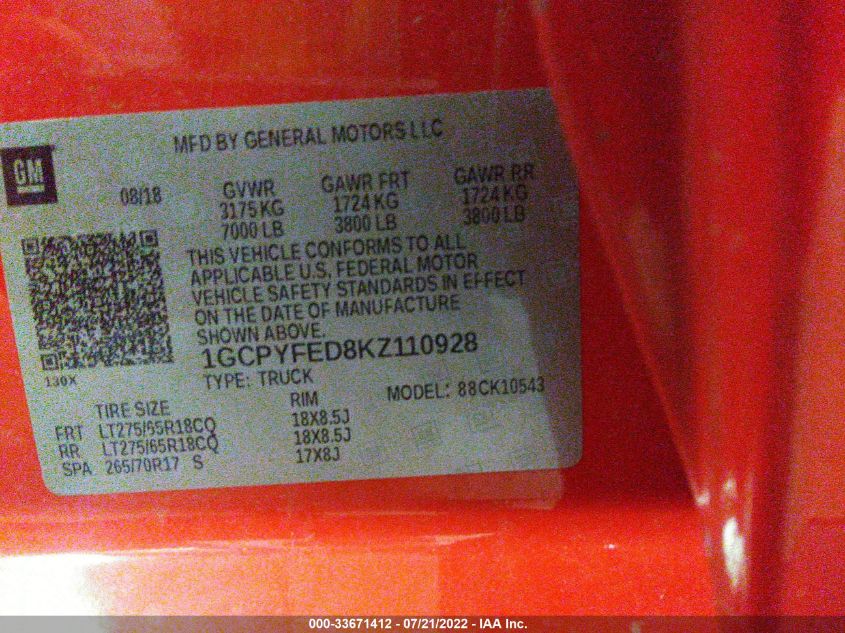 MFD BY GENERAL MOTORS LLC
GM
08/18 GVWR GAWR FRT GAWR RR
3175 KG 1724 KG 1724 KG
7000 LB 3800 LB 3800 LB
THIS VEHICLE CONFORMS TO ALL
APPLICABLE U.S. FEDERAL MOTOR
VEHICLE SAFETY STANDARDS IN EFFECT
ON THE DATE OF MANUFACTURE
SHOWN ABOVE.
1GCPYFED8KZ110928
130X
TYPE: TRUCK MODEL: 88CK10543
TIRE SIZE RIM
FRT LT275/65R18CQ 18X8.5J
RR LT275/65R18CQ 18X8.5J
SPA 265/70R17 S 17X8J
000-33671412 - 07/21/2022 - IAA Inc.